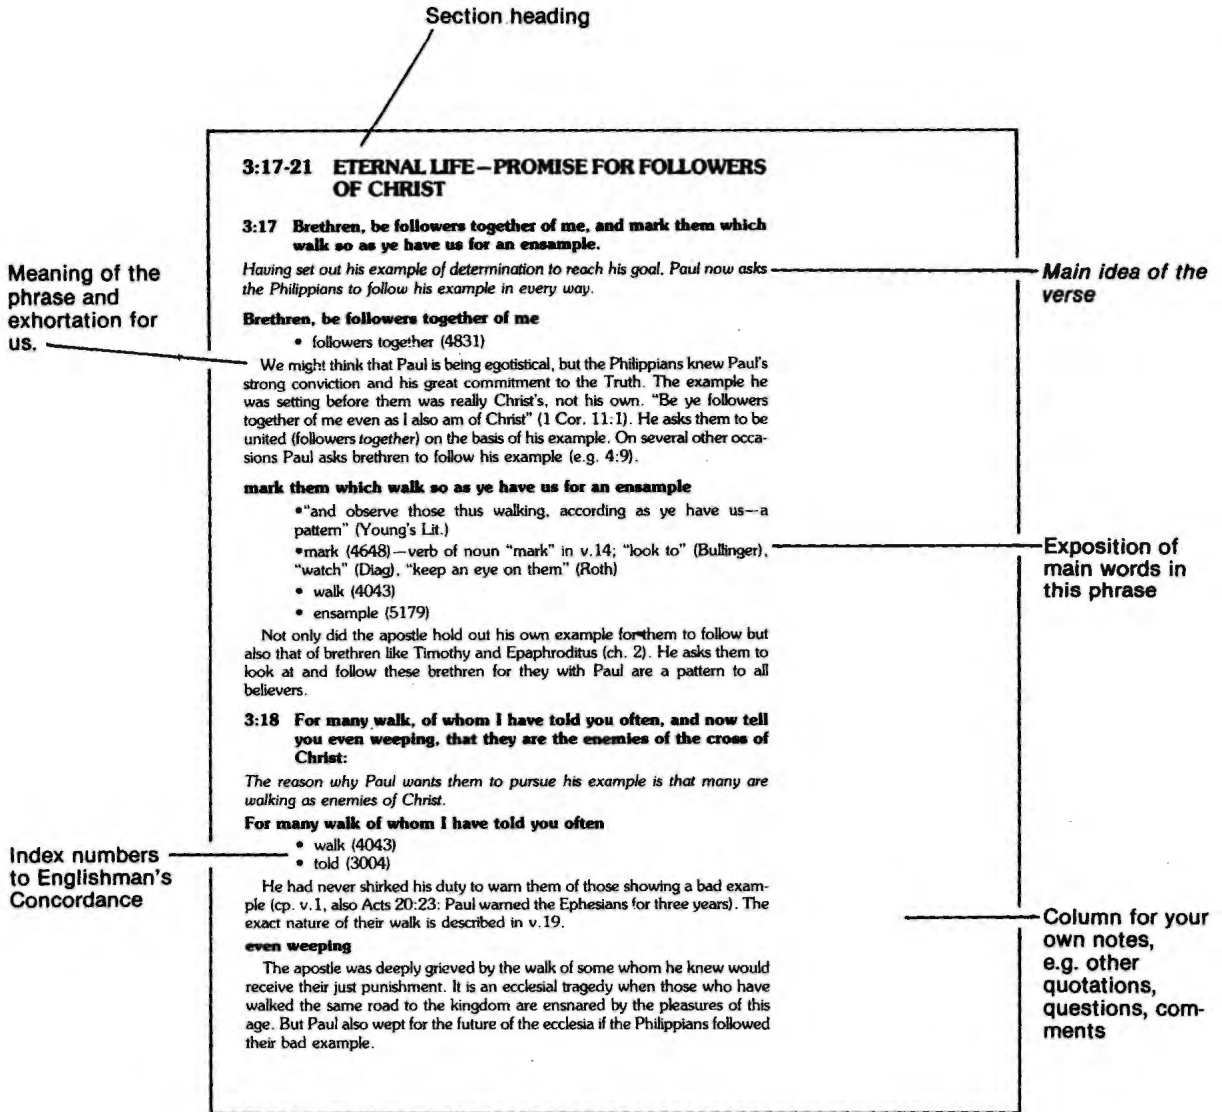 Section heading
3:17-21 ETERNAL LIFE—PROMISE FOR FOLLOWERS
OF CHRIST
3:17 Brethren, be followers together of me, and mark them which
walk so as ye have us for an ensample.
Having set out his example of determination to reach his goal, Paul now asks
the Philippians to follow his example in every way.
Main idea of the
verse
Meaning of the
phrase and
exhortation for
us.
Brethren, be followers together of me
• followers together (4831)
We might think that Paul is being egotistical, but the Philippians knew Paul's
strong conviction and his great commitment to the Truth. The example he
was setting before them was really Christ's, not his own. "Be ye followers
together of me even as I also am of Christ" (1 Cor. 11:1). He asks them to be
united (followers together) on the basis of his example. On several other occa-
sions Paul asks brethren to follow his example (e.g. 4:9).
mark them which walk so as ye have us for an ensample
•"and observe those thus walking, according as ye have us—a
pattern" (Young's Lit.)
•mark (4648)—verb of noun "mark" in v.14; "look to" (Bullinger),
"watch" (Diag), "keep an eye on them" (Roth)
• walk (4043)
• ensample (5179)
Exposition of
main words in
this phrase
Not only did the apostle hold out his own example for them to follow but
also that of brethren like Timothy and Epaphroditus (ch. 2). He asks them to
look at and follow these brethren for they with Paul are a pattern to all
believers.
3:18 For many walk, of whom I have told you often, and now tell
you even weeping, that they are the enemies of the cross of
Christ:
The reason why Paul wants them to pursue his example is that many are
walking as enemies of Christ.
For many walk of whom I have told you often
• walk (4043)
• told (3004)
Index numbers
to Englishman's
Concordance
He had never shirked his duty to warn them of those showing a bad exam-
ple (cp. v.1, also Acts 20:23: Paul warned the Ephesians for three years). The
exact nature of their walk is described in v.19.
even weeping
The apostle was deeply grieved by the walk of some whom he knew would
receive their just punishment. It is an ecclesial tragedy when those who have
walked the same road to the kingdom are ensnared by the pleasures of this
age. But Paul also wept for the future of the ecclesia if the Philippians followed
their bad example.
Column for your
own notes,
e.g. other
quotations,
questions, com-
ments